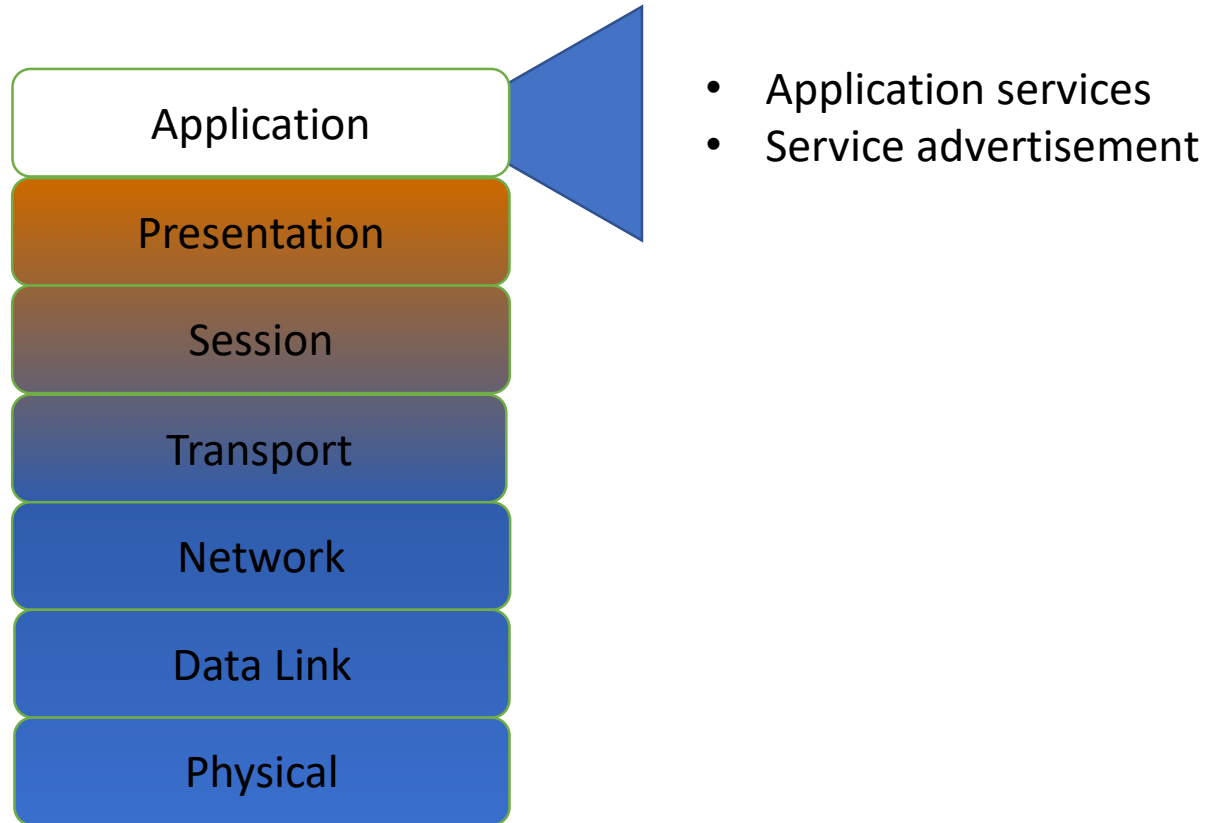 Application
• Application services
• Service advertisement
Presentation
Session
Transport
Network
Data Link
Physical